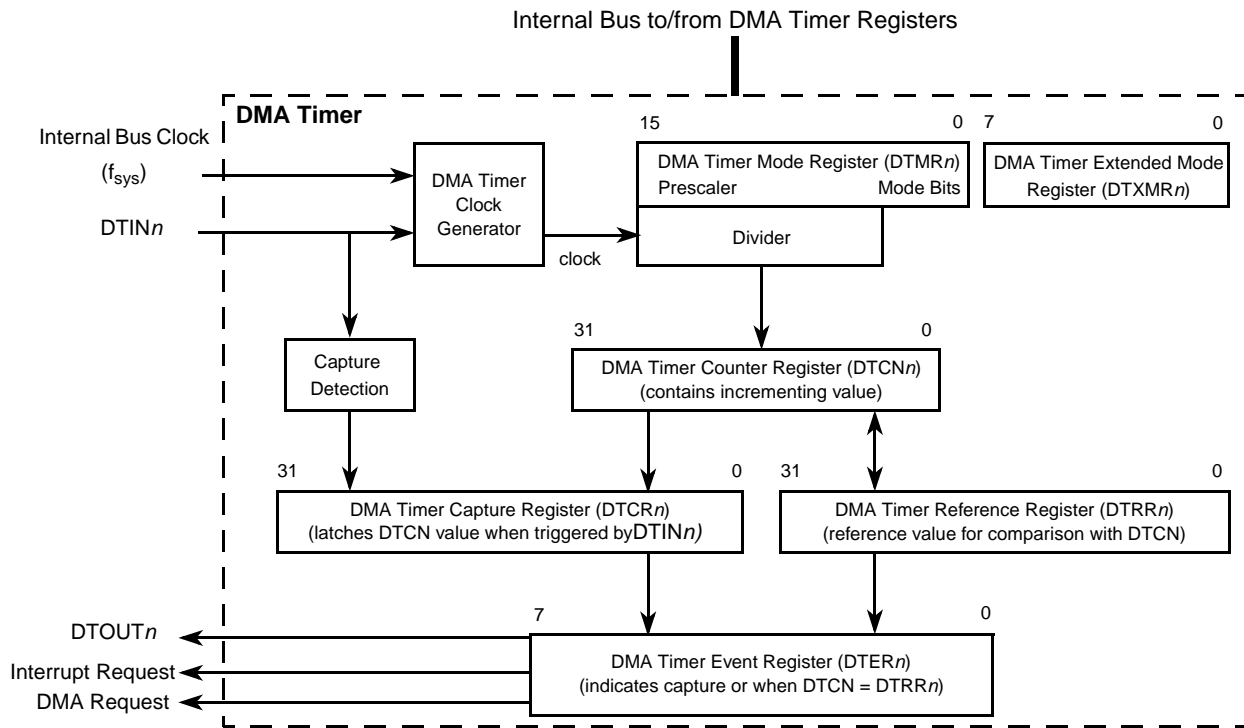 Internal Bus to/from DMA Timer Registers
DMA Timer
Internal Bus Clock
(fsys)
DTINn
DMA Timer
Clock
Generator
clock
15
0
DMA Timer Mode Register (DTMRn)
Prescaler
Mode Bits
Divider
7
0
DMA Timer Extended Mode
Register (DTXMRn)
Capture
Detection
31
0
DMA Timer Counter Register (DTCNn)
(contains incrementing value)
31
0
DMA Timer Capture Register (DTCRn)
(latches DTCN value when triggered byDTINn)
31
0
DMA Timer Reference Register (DTRRn)
(reference value for comparison with DTCN)
7
0
DMA Timer Event Register (DTERn)
(indicates capture or when DTCN = DTRRn)
DTOUTn
Interrupt Request
DMA Request